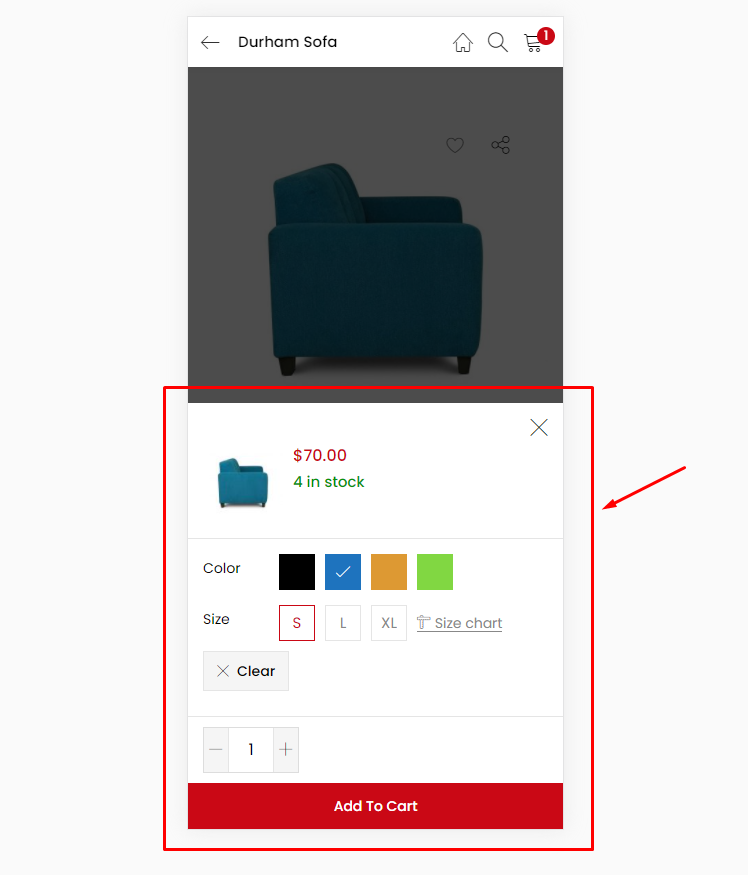 Durham Sofa
1
$70.00
4 in stock
Color
Size
S
L
XL
Size chart
Clear
1
Add To Cart